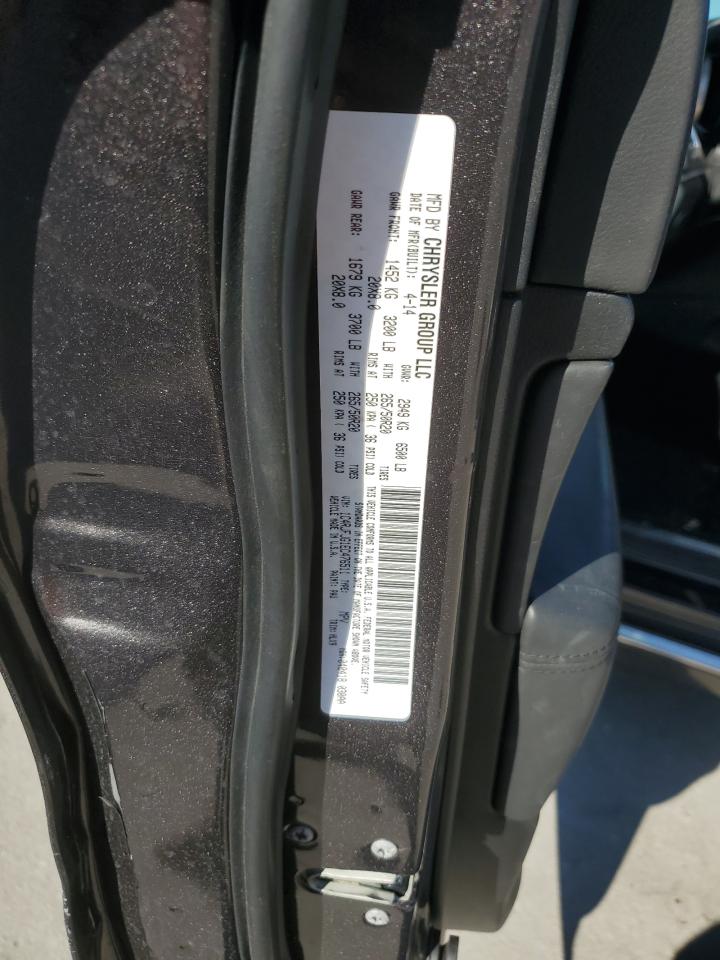 MFD BY CHRYSLER GROUP LLC
DATE OF MFR(BUILT): 4-14 GVWR: 2949 KG 6500 LB
GAWR FRONT: 1452 KG 3200 LB WITH 265/50R20 TIRES
20X8.0 RIMS AT 250 KPA ( 36 PSI) COLD
GAWR REAR: 1679 KG 3700 LB WITH 265/50R20 TIRES
20X8.0 RIMS AT 250 KPA ( 36 PSI) COLD
THIS VEHICLE CONFORMS TO ALL APPLICABLE U.S.A. FEDERAL MOTOR VEHICLE SAFETY
STANDARDS IN EFFECT ON THE DATE OF MANUFACTURE SHOWN ABOVE.
VIN: TYPE: MPV
VEHICLE MADE IN U.S.A. PAINT: TRIM: